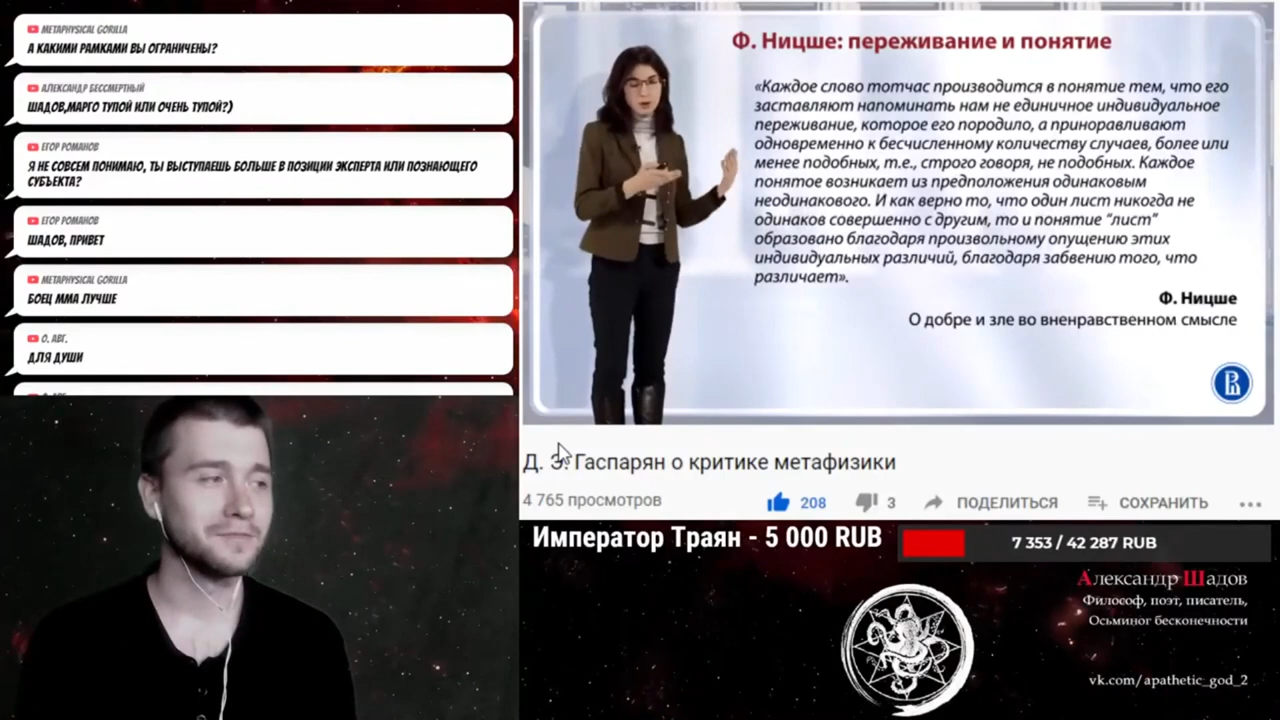 METAPHYSICAL GORILLA
А КАКИМИ РАМКАМИ ВЫ ОГРАНИЧЕНЫ?
АЛЕКСАНДР БЕССМЕРТНЫЙ
ШАДОВ,МАРГО ТУПОЙ ИЛИ ОЧЕНЬ ТУПОЙ?)
ЕГОР РОМАНОВ
Я НЕ СОВСЕМ ПОНИМАЮ, ТЫ ВЫСТУПАЕШЬ БОЛЬШЕ В ПОЗИЦИИ ЭКСПЕРТА ИЛИ ПОЗНАЮЩЕГО
СУБЪЕКТА?
ЕГОР РОМАНОВ
ШАДОВ, ПРИВЕТ
METAPHYSICAL GORILLA
БОЕЦ ММА ЛУЧШЕ
О. АВГ.
ДЛЯ ДУШИ
Ф. Ницше: переживание и понятие
«Каждое слово тотчас производится в понятие тем, что его
заставляют напоминать нам не единичное индивидуальное
переживание, которое его породило, а приноравливают
одновременно к бесчисленному количеству случаев, более или
менее подобных, т.е., строго говоря, не подобных. Каждое
понятое возникает из предположения одинаковым
неодинакового. И как верно то, что один лист никогда не
одинаков совершенно с другим, то и понятие "лист"
образовано благодаря произвольному опущению этих
индивидуальных различий, благодаря забвению того, что
различает».
Ф. Ницше
О добре и зле во вненравственном смысле
Д. Э. Гаспарян о критике метафизики
4 765 просмотров
208
3
ПОДЕЛИТЬСЯ
СОХРАНИТЬ
Император Траян - 5 000 RUB
7 353 / 42 287 RUB
Александр Шадов
Философ, поэт, писатель,
Осьминог бесконечности
vk.com/apathetic_god_2